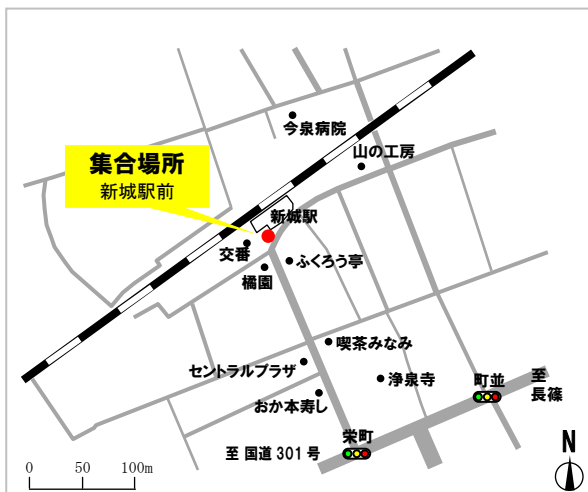 今泉病院
山の工房
集合場所
新城駅前
新城駅
交番
ふくろう亭
橘園
喫茶みなみ
セントラルプラザ
浄泉寺
町並
至
長篠
おか本寿し
栄町
至 国道 301 号
N
0 50 100m